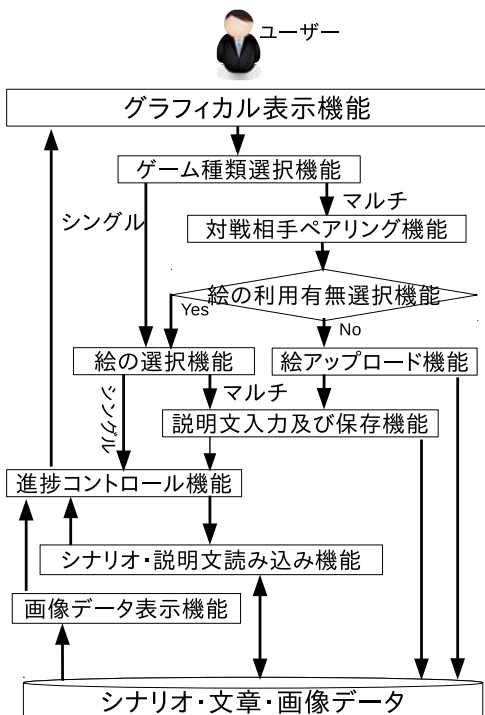 ユーザー
グラフィカル表示機能
ゲーム種類選択機能
シングル
マルチ
対戦相手ペアリング機能
絵の利用有無選択機能
Yes
No
絵の選択機能
絵アップロード機能
シングル
マルチ
説明文入力及び保存機能
進捗コントロール機能
シナリオ・説明文読み込み機能
画像データ表示機能
シナリオ・文章・画像データ